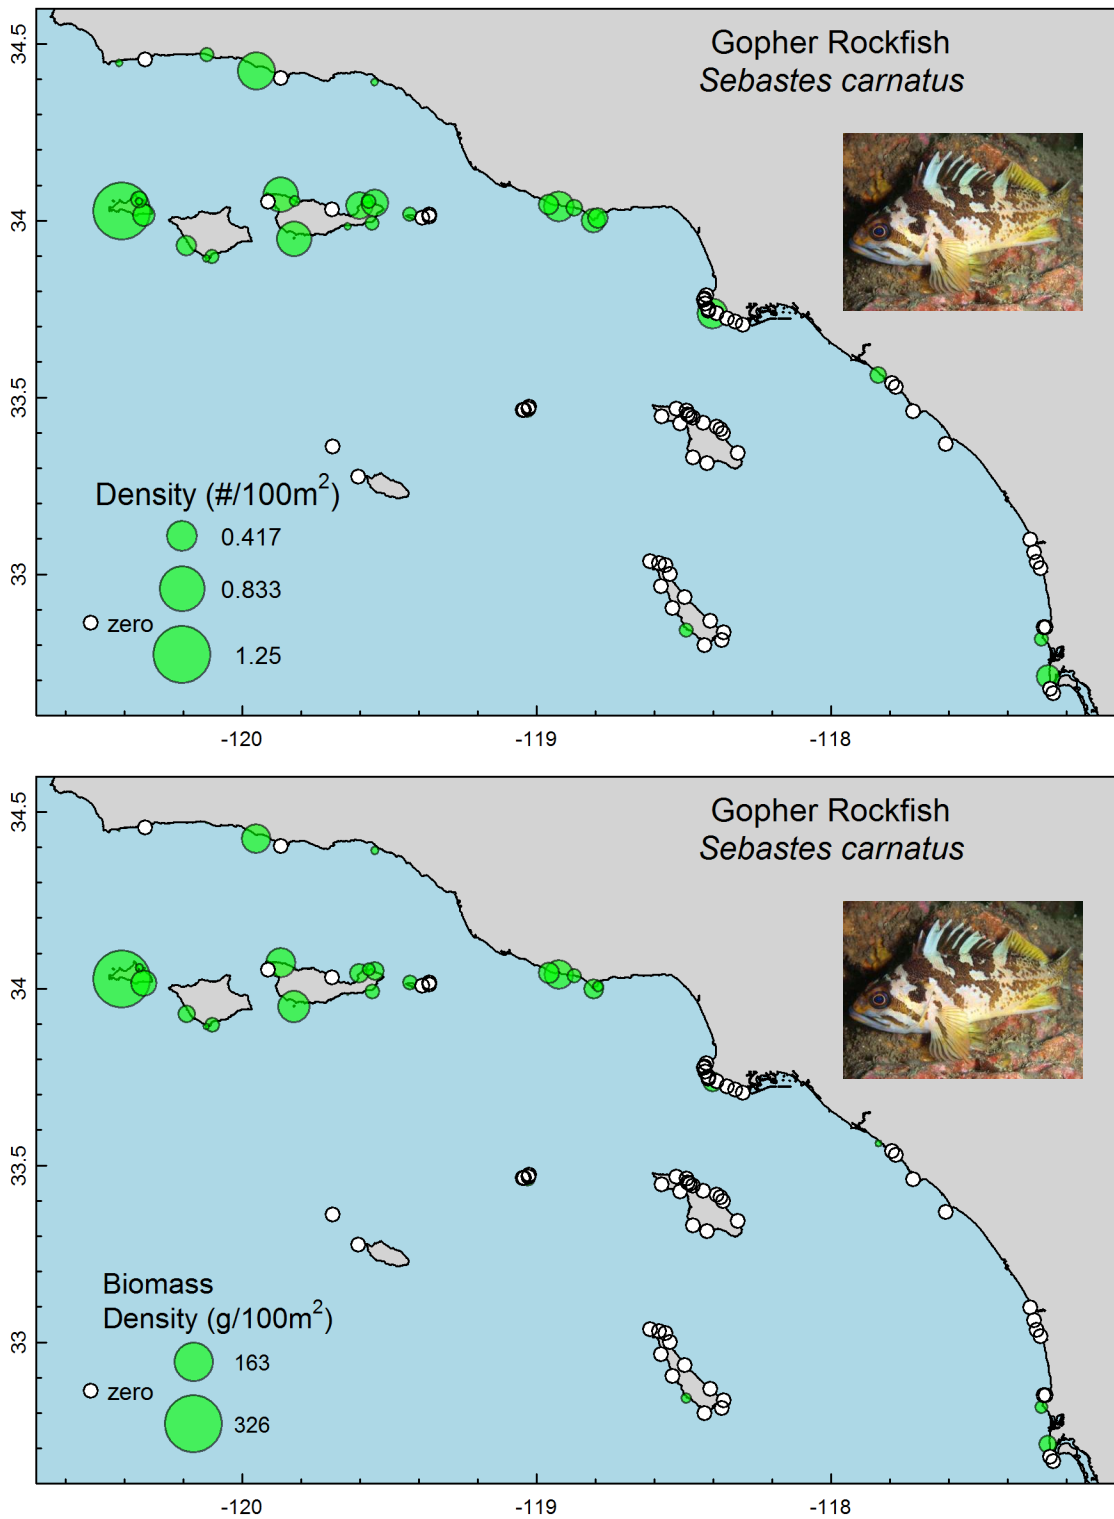 Gopher Rockfish
Sebastes carnatus
34.5
34
33.5
33
Density (#/100m²)
0.417
0.833
zero
1.25
-120
-119
-118
Gopher Rockfish
Sebastes carnatus
34.5
34
33.5
33
Biomass
Density (g/100m²)
163
zero
326
-120
-119
-118